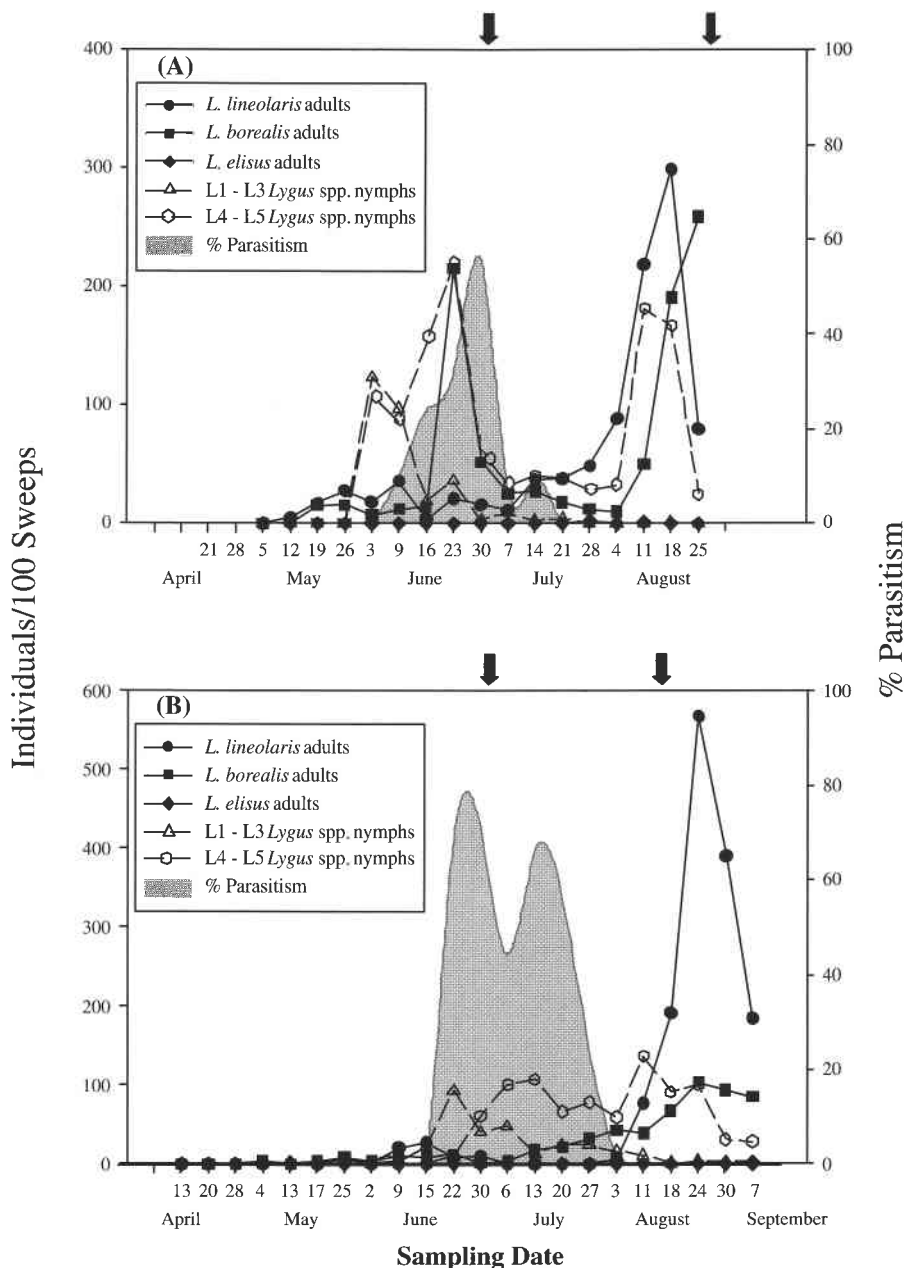 (A)
L. lineolaris adults
L. borealis adults
L. elisus adults
L1 - L3 Lygus spp. nymphs
L4 - L5 Lygus spp. nymphs
% Parasitism
400
300
200
100
0
100
80
60
40
20
0
21 28 5 12 19 26 3 9 16 23 30 7 14 21 28 4 11 18 25
April May June July August
Individuals/100 Sweeps
% Parasitism
(B)
L. lineolaris adults
L. borealis adults
L. elisus adults
L1 - L3 Lygus spp. nymphs
L4 - L5 Lygus spp. nymphs
% Parasitism
600
500
400
300
200
100
0
100
80
60
40
20
0
13 20 28 4 13 17 25 2 9 15 22 30 6 13 20 27 3 11 18 24 30 7
April May June July August September
Sampling Date